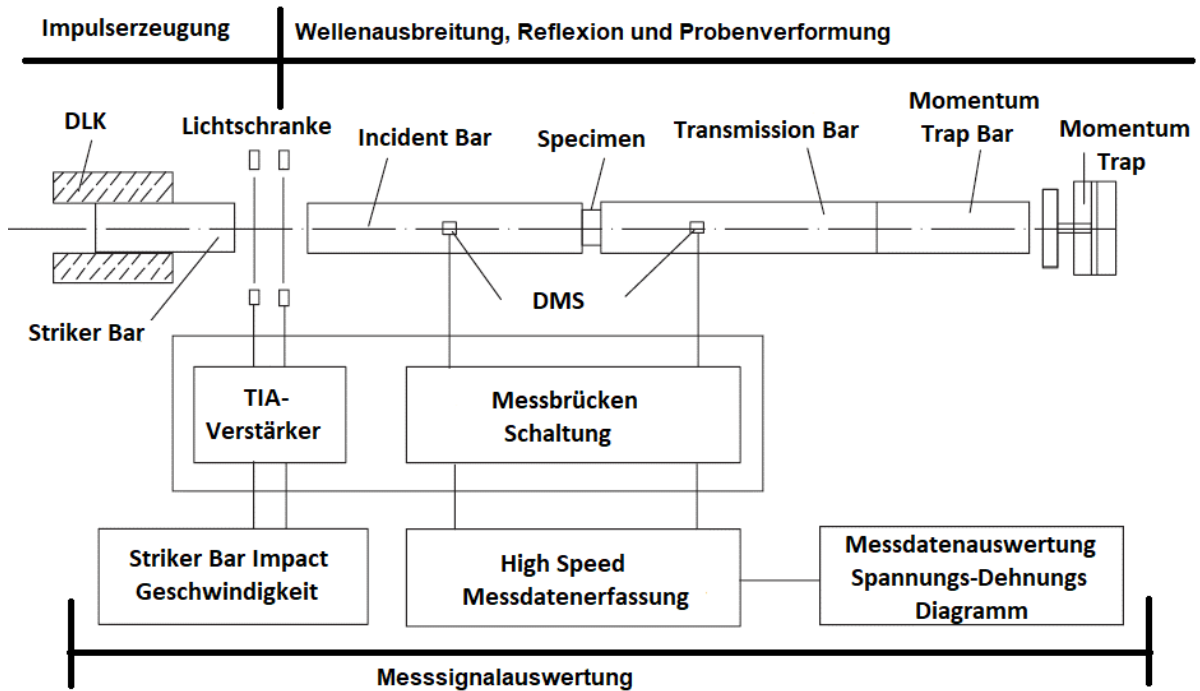 Impulserzeugung
Wellenausbreitung, Reflexion und Probenverformung
DLK
Lichtschranke
Incident Bar
Specimen
Transmission Bar
Momentum
Trap Bar
Momentum
Trap
Striker Bar
DMS
TIA-
Verstärker
Messbrücken
Schaltung
Striker Bar Impact
Geschwindigkeit
High Speed
Messdatenerfassung
Messdatenauswertung
Spannungs-Dehnungs
Diagramm
Messsignalauswertung